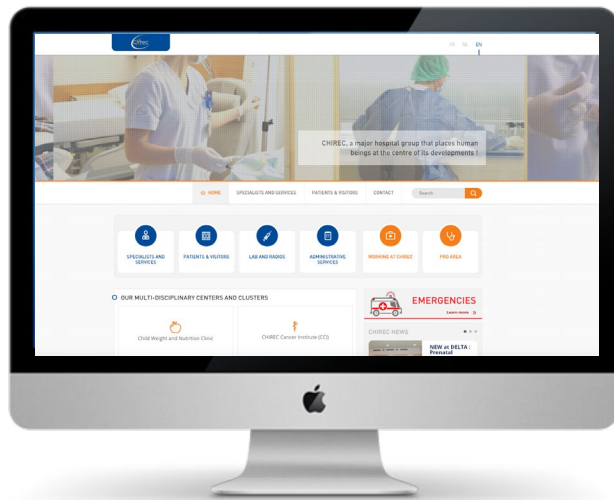 Chirec
FR NL EN
CHIREC, a major hospital group that places human
beings at the centre of its developments !
HOME SPECIALISTS AND SERVICES PATIENTS & VISITORS CONTACT Search
SPECIALISTS AND
SERVICES
PATIENTS & VISITORS
LAB AND RADIOS
ADMINISTRATIVE
SERVICES
WORKING AT CHIREC
PRO AREA
OUR MULTI-DISCIPLINARY CENTERS AND CLUSTERS
Child Weight and Nutrition Clinic
CHIREC Cancer Institute (CCI)
EMERGENCIES
Learn more
CHIREC NEWS
NEW at DELTA :
Prenatal